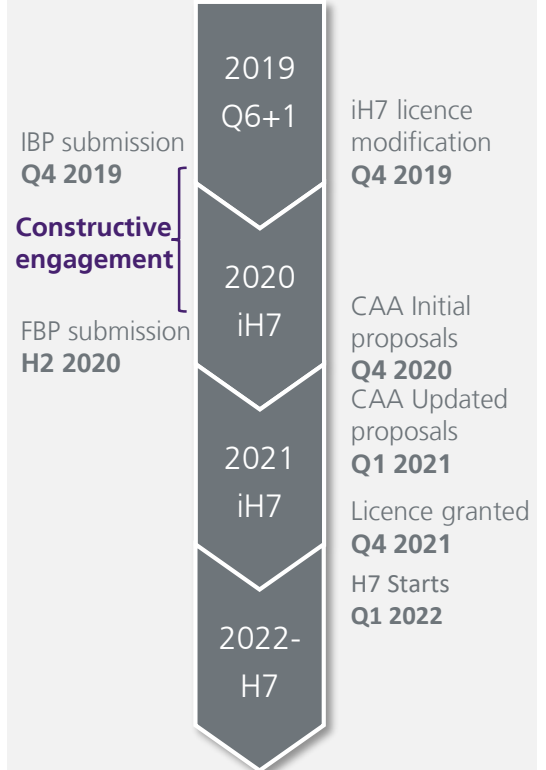 2019
Q6+1
IBP submission
Q4 2019
iH7 licence
modification
Q4 2019
Constructive
engagement
2020
iH7
FBP submission
H2 2020
CAA Initial
proposals
Q4 2020
CAA Updated
proposals
Q1 2021
2021
iH7
Licence granted
Q4 2021
H7 Starts
Q1 2022
2022-
H7